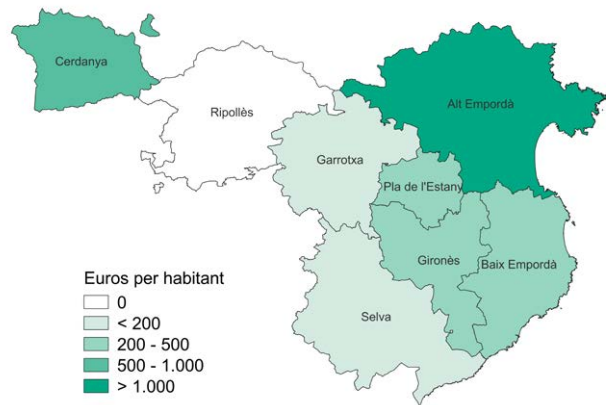 Cerdanya
Ripollès
Alt Empordà
Garrotxa
Pla de l'Estany
Gironès
Baix Empordà
Selva
Euros per habitant
0
< 200
200 - 500
500 - 1.000
> 1.000